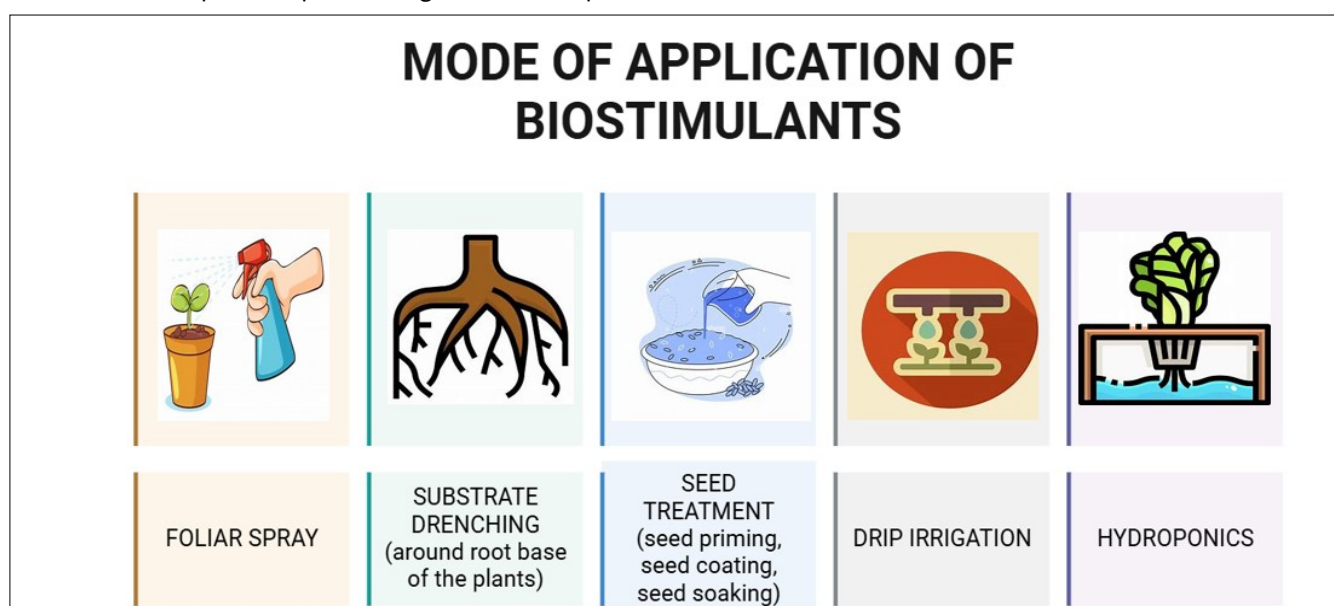 MODE OF APPLICATION OF
BIOSTIMULANTS
FOLIAR SPRAY
SUBSTRATE
DRENCHING
(around root base
of the plants)
SEED
TREATMENT
(seed priming,
seed coating,
seed soaking)
DRIP IRRIGATION
HYDROPONICS